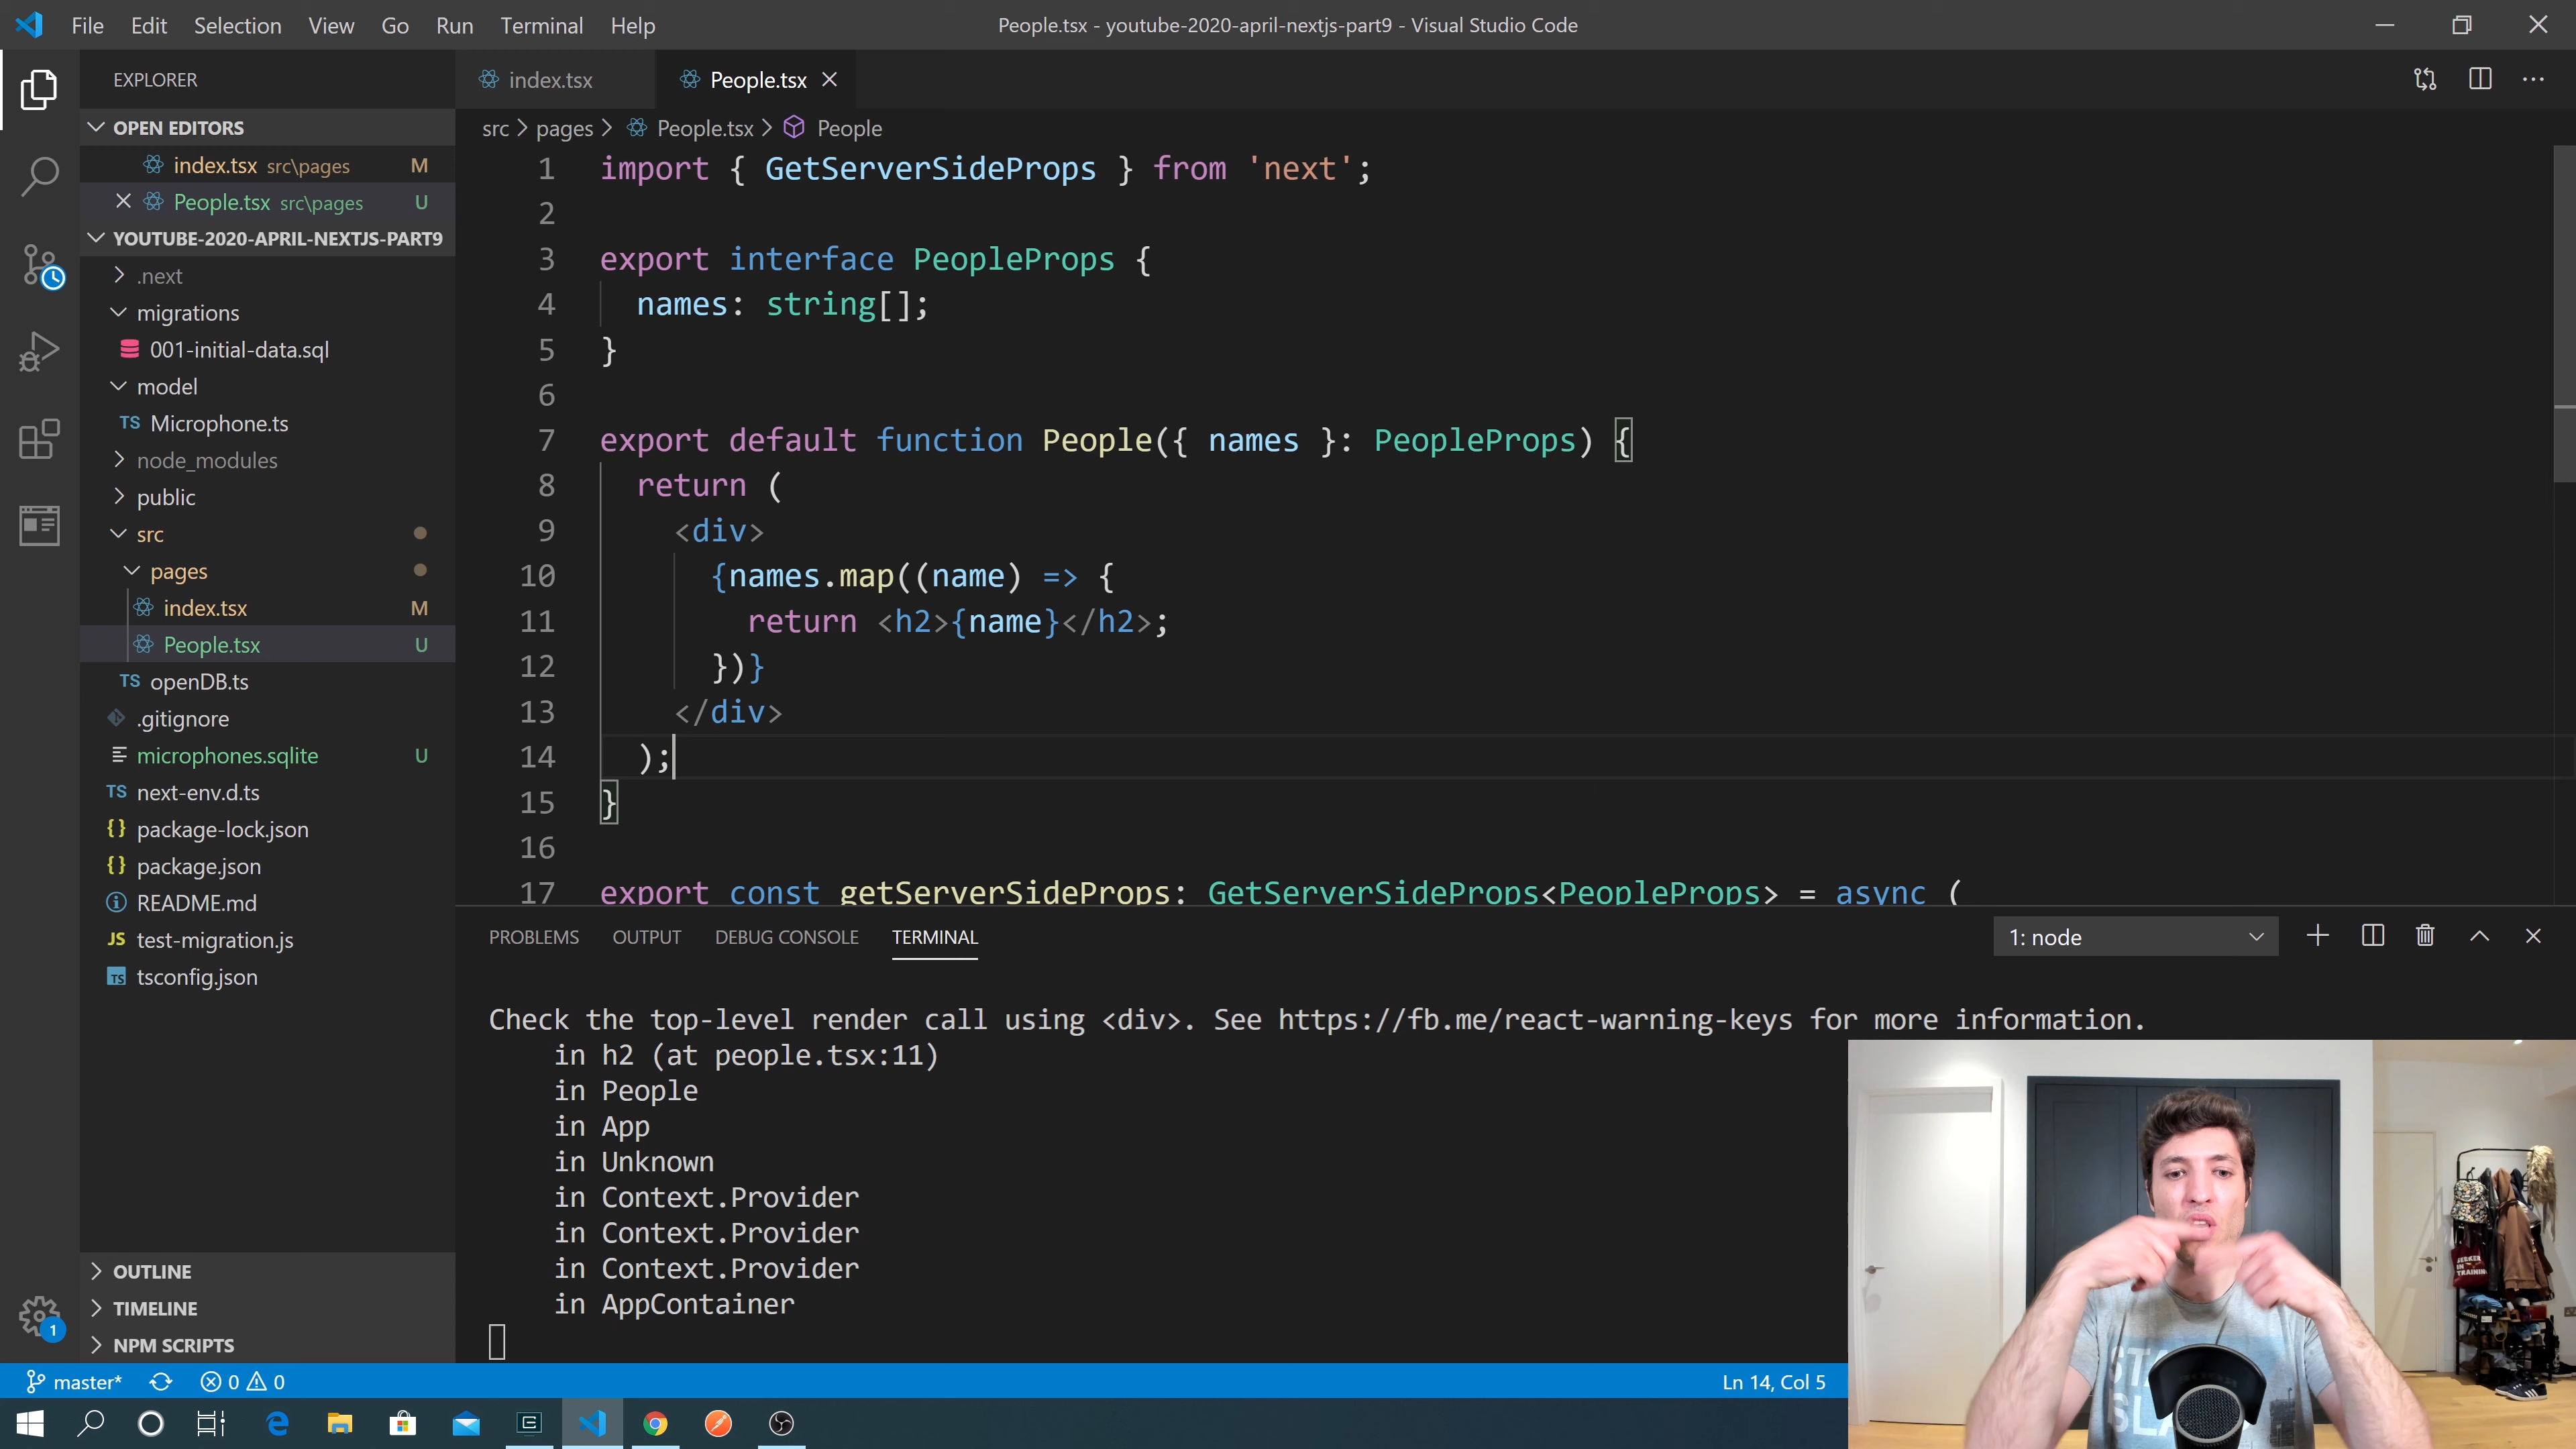 File Edit Selection View Go Run Terminal Help
People.tsx - youtube-2020-april-nextjs-part9 - Visual Studio Code
EXPLORER
OPEN EDITORS
index.tsx src\pages M
People.tsx src\pages U
YOUTUBE-2020-APRIL-NEXTJS-PART9
.next
migrations
001-initial-data.sql
model
TS Microphone.ts
node_modules
public
src
pages
index.tsx M
People.tsx U
TS openDB.ts
.gitignore
microphones.sqlite U
TS next-env.d.ts
{} package-lock.json
{} package.json
README.md
JS test-migration.js
TS tsconfig.json
OUTLINE
TIMELINE
NPM SCRIPTS
1
index.tsx
People.tsx
src > pages > People.tsx > People
1 import { GetServerSideProps } from 'next';
2
3 export interface PeopleProps {
4 names: string[];
5 }
6
7 export default function People({ names }: PeopleProps) {
8 return (
9 <div>
10 {names.map((name) => {
11 return <h2>{name}</h2>;
12 })}
13 </div>
14 );
15 }
16
17 export const getServerSideProps: GetServerSideProps<PeopleProps> = async (
PROBLEMS OUTPUT DEBUG CONSOLE TERMINAL
1: node
Check the top-level render call using <div>. See https://fb.me/react-warning-keys for more information.
in h2 (at people.tsx:11)
in People
in App
in Unknown
in Context.Provider
in Context.Provider
in Context.Provider
in AppContainer
master* 0 0
Ln 14, Col 5